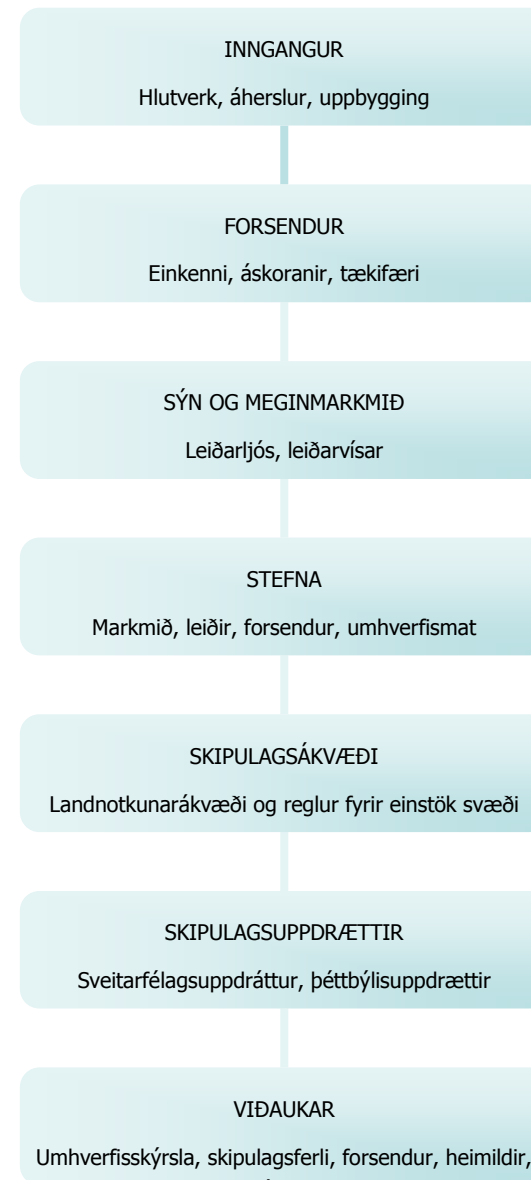 INNGANGUR
Hlutverk, áherslur, uppbygging
FORSENDUR
Einkenni, áskoranir, tækifæri
SÝN OG MEGINMARKMIÐ
Leiðarljós, leiðarvísar
STEFNA
Markmið, leiðir, forsendur, umhverfismat
SKIPULAGSÁKVÆÐI
Landnotkunarákvæði og reglur fyrir einstök svæði
SKIPULAGSUPPDRÆTTIR
Sveitarfélagsuppdráttur, þéttbýlisuppdrættir
VIÐAUKAR
Umhverfisskýrsla, skipulagsferli, forsendur, heimildir,